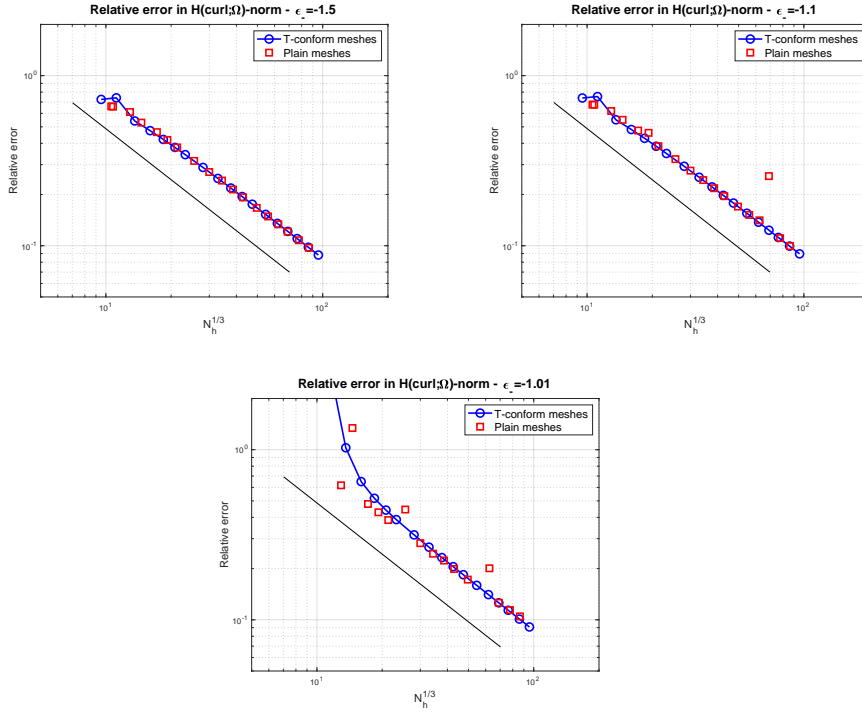 Relative error in H(curl;Ω)-norm - ϵ_=-1.5
T-conform meshes
Plain meshes
10⁰
10⁻¹
Relative error
10¹
10²
N_h^{1/3}
Relative error in H(curl;Ω)-norm - ϵ_=-1.1
T-conform meshes
Plain meshes
10⁰
10⁻¹
Relative error
10¹
10²
N_h^{1/3}
Relative error in H(curl;Ω)-norm - ϵ_=-1.01
T-conform meshes
Plain meshes
10⁰
10⁻¹
Relative error
10¹
10²
N_h^{1/3}